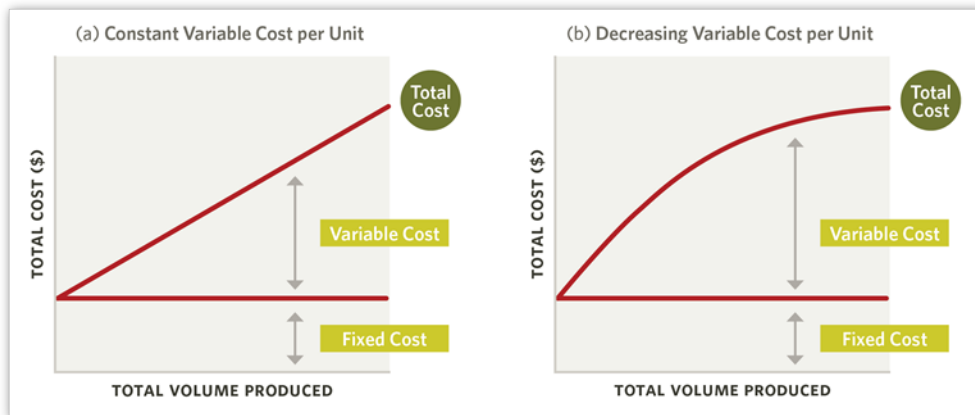 (a) Constant Variable Cost per Unit
TOTAL COST ($)
Total
Cost
Variable Cost
Fixed Cost
TOTAL VOLUME PRODUCED
(b) Decreasing Variable Cost per Unit
TOTAL COST ($)
Total
Cost
Variable Cost
Fixed Cost
TOTAL VOLUME PRODUCED